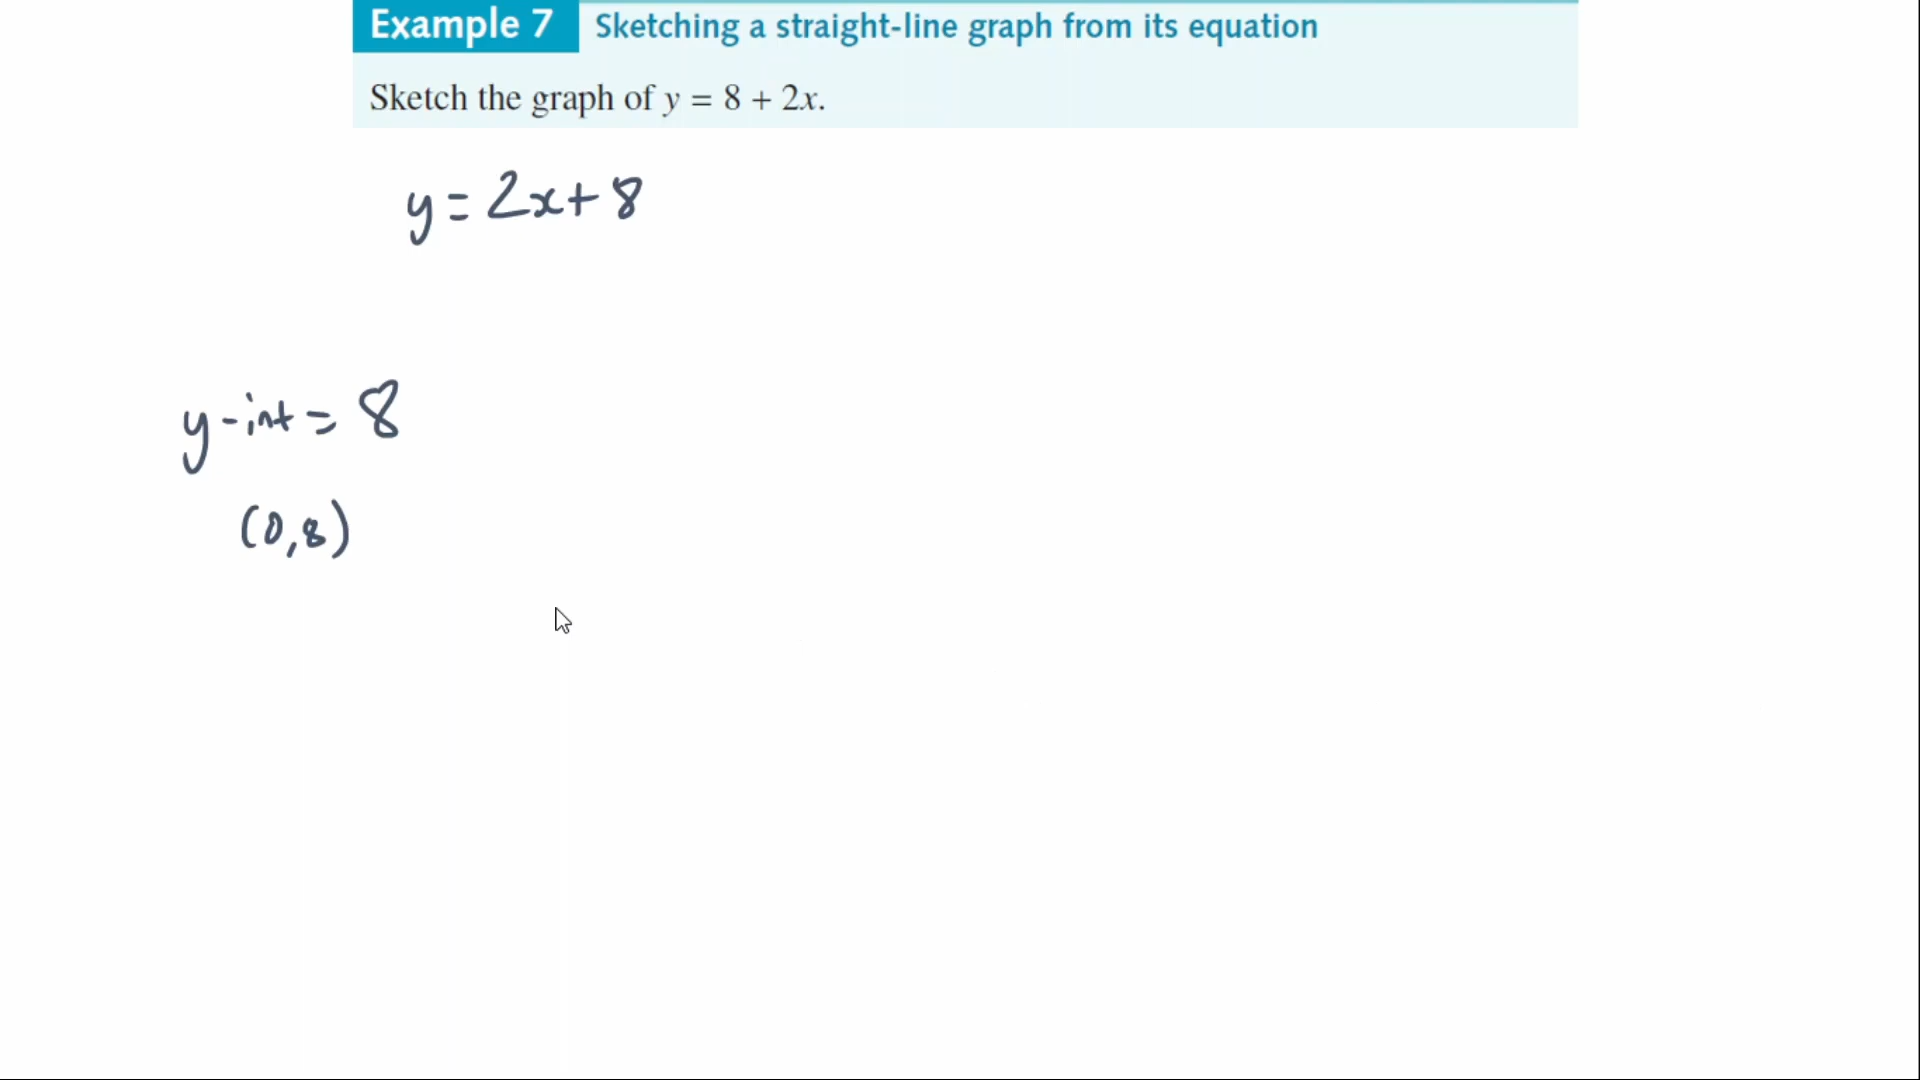 Example 7 Sketching a straight-line graph from its equation
Sketch the graph of y = 8 + 2x.
y = 2x+8
y-int = 8
(0,8)